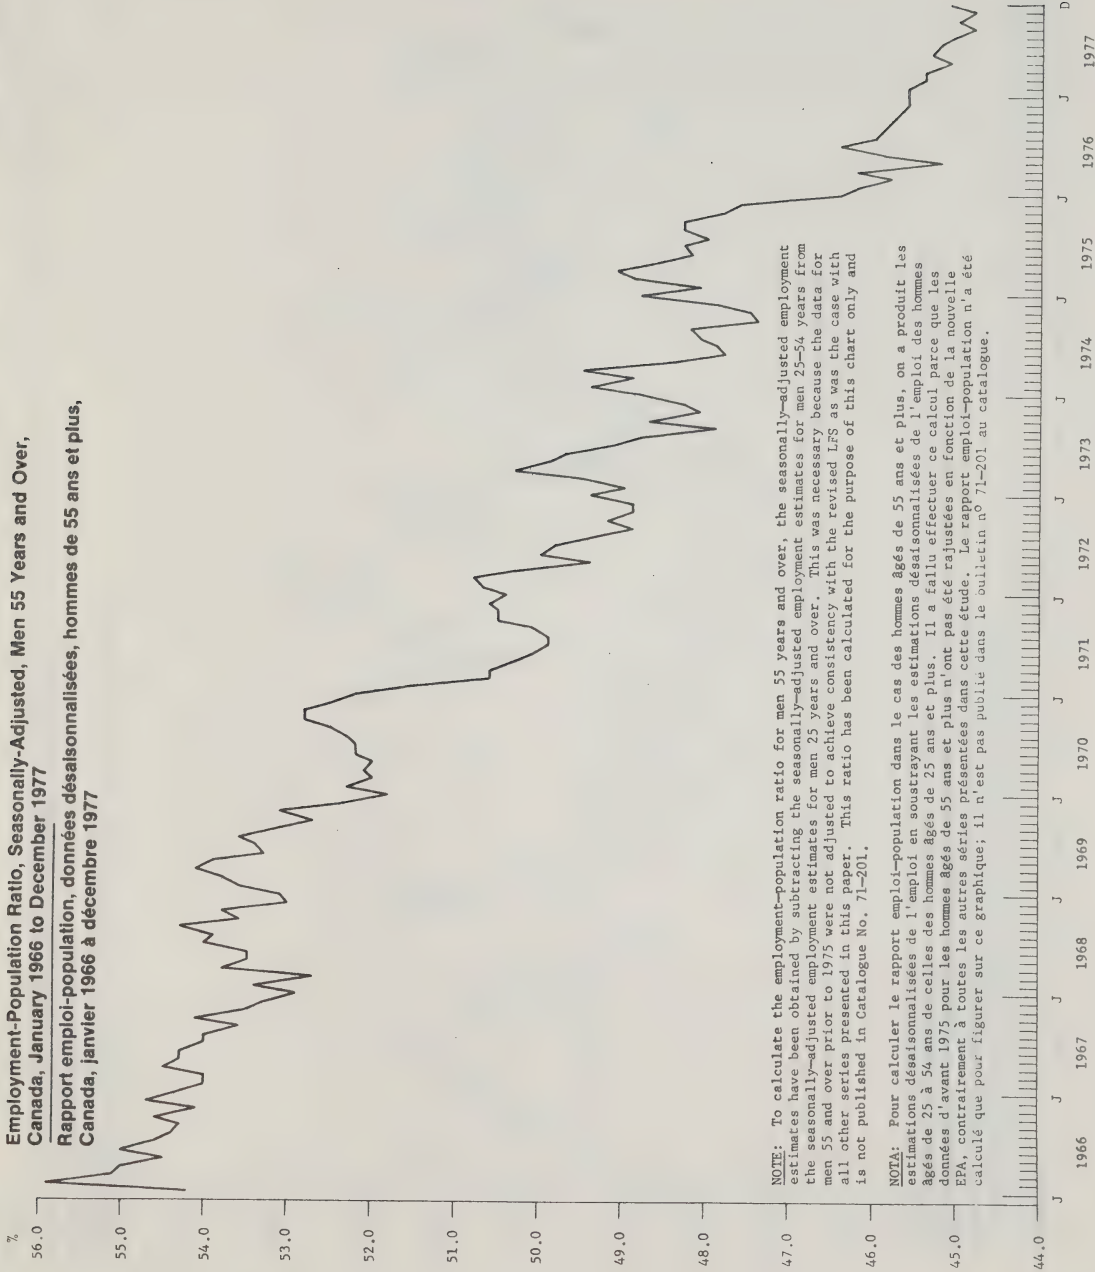 Employment-Population Ratio, Seasonally-Adjusted, Men 55 Years and Over,
Canada, January 1966 to December 1977
Rapport emploi-population, données désaisonnalisées, hommes de 55 ans et plus,
Canada, janvier 1966 à décembre 1977
%
56.0
55.0
54.0
53.0
52.0
51.0
50.0
49.0
48.0
47.0
46.0
45.0
44.0
NOTE: To calculate the employment-population ratio for men 55 years and over, the seasonally-adjusted employment
estimates have been obtained by subtracting the seasonally-adjusted employment estimates for men 25-54 years from
the seasonally-adjusted employment estimates for men 25 years and over. This was necessary because the data for
men 55 and over prior to 1975 were not adjusted to achieve consistency with the revised LFS as was the case with
all other series presented in this paper. This ratio has been calculated for the purpose of this chart only and
is not published in Catalogue No. 71-201.
NOTA: Pour calculer le rapport emploi-population dans le cas des hommes âgés de 55 ans et plus, on a produit les
estimations désaisonnalisées de l'emploi en soustrayant les estimations désaisonnalisées de l'emploi des hommes
âgés de 25 à 54 ans de celles des hommes âgés de 25 ans et plus. Il a fallu effectuer ce calcul parce que les
données d'avant 1975 pour les hommes âgés de 55 ans et plus n'ont pas été rajustées en fonction de la nouvelle
EPA, contrairement à toutes les autres séries présentées dans cette étude. Le rapport emploi-population n'a été
calculé que pour figurer sur ce graphique; il n'est pas publié dans le bulletin nº 71-201 au catalogue.
J J J J J J J J J J J J D
1966 1967 1968 1969 1970 1971 1972 1973 1974 1975 1976 1977